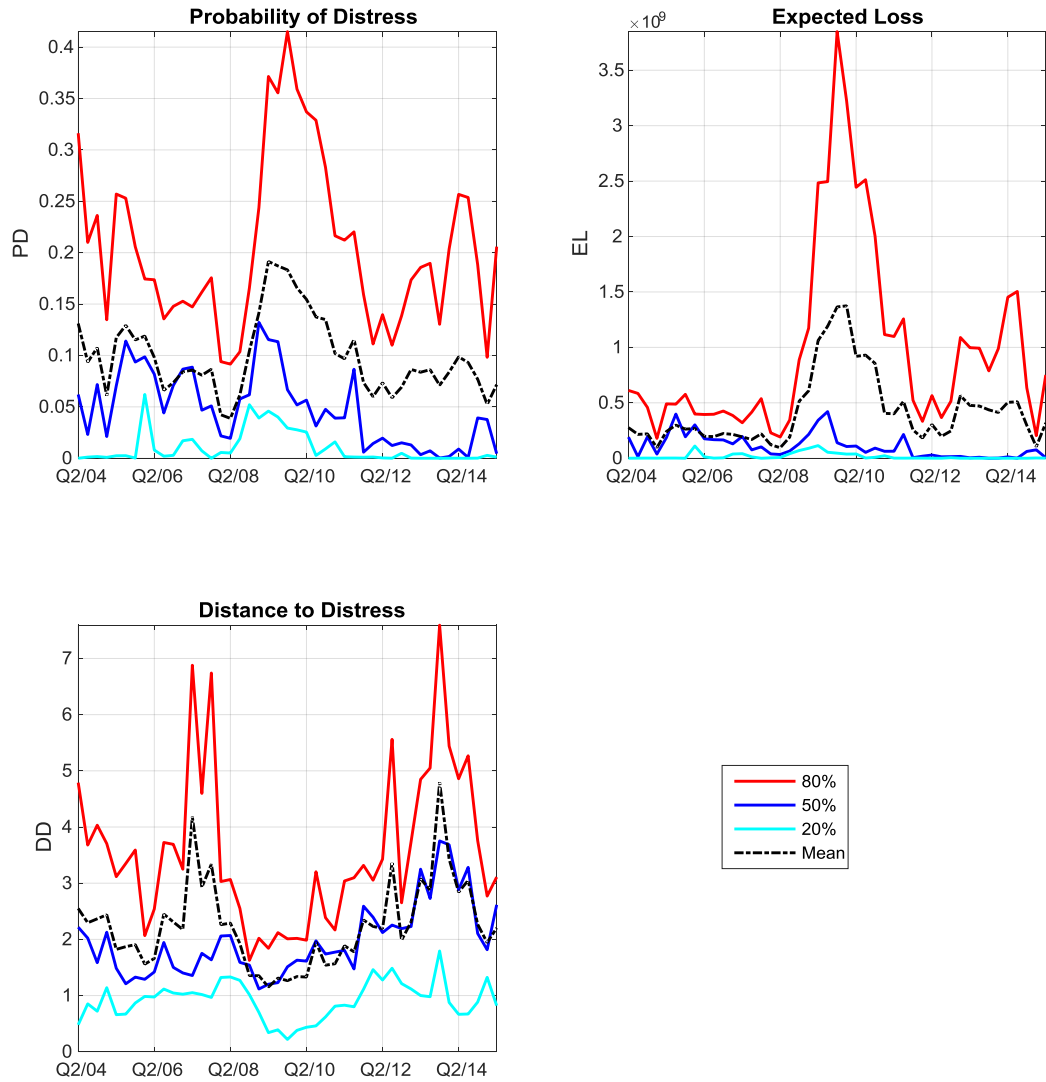 Probability of Distress
0.4
0.35
0.3
0.25
0.2
0.15
0.1
0.05
0
PD
Q2/04 Q2/06 Q2/08 Q2/10 Q2/12 Q2/14
Expected Loss
×10⁹
3.5
3
2.5
2
1.5
1
0.5
0
EL
Q2/04 Q2/06 Q2/08 Q2/10 Q2/12 Q2/14
Distance to Distress
7
6
5
4
3
2
1
0
DD
Q2/04 Q2/06 Q2/08 Q2/10 Q2/12 Q2/14
80%
50%
20%
Mean